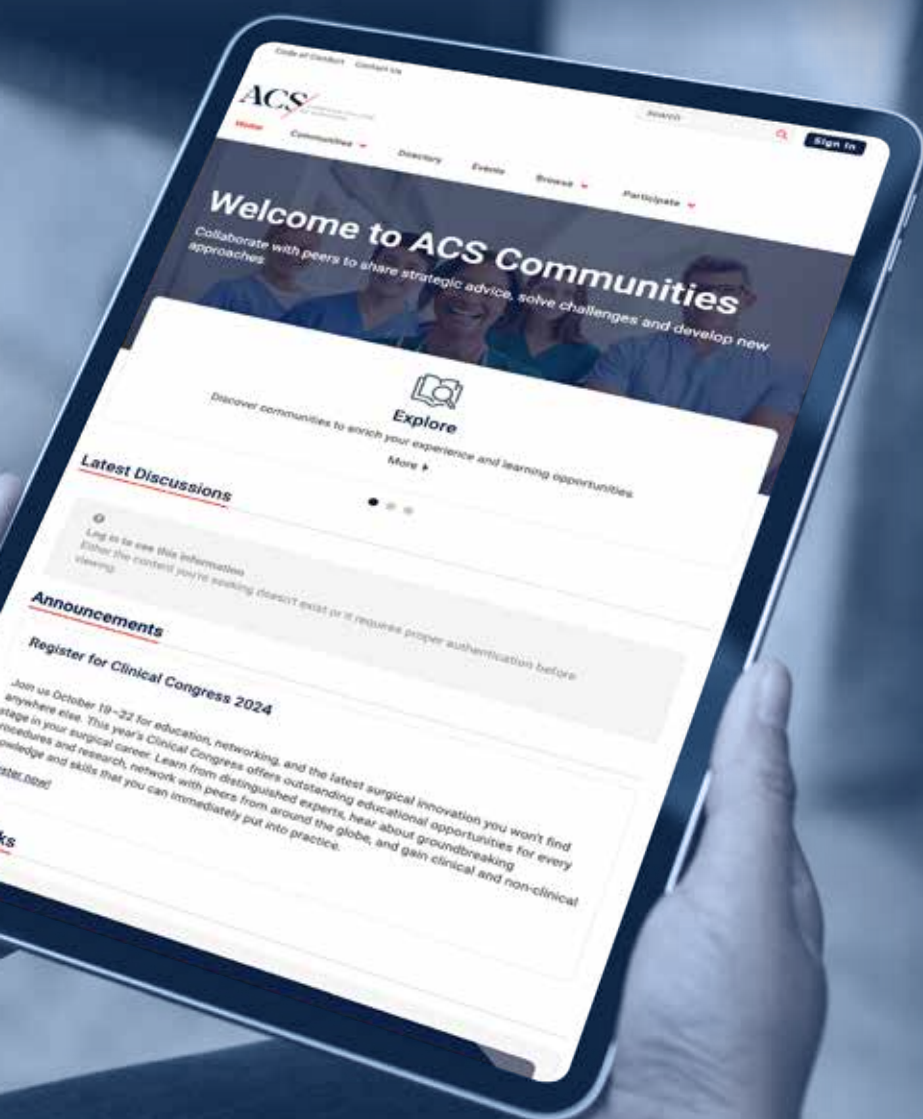 Code of Conduct Contact Us
Search
Sign In
ACS
Home Communities Directory Events Browse Participate
Welcome to ACS Communities
Collaborate with peers to share strategic advice, solve challenges and develop new
approaches
Explore
Discover communities to enrich your experience and learning opportunities
More
Latest Discussions
Log in to see this information
Either the content you're seeking doesn't exist or it requires proper authentication before
viewing.
Announcements
Register for Clinical Congress 2024
Join us October 19–22 for education, networking, and the latest surgical innovation you won't find
anywhere else. This year's Clinical Congress offers outstanding educational opportunities for every
stage in your surgical career. Learn from distinguished experts, hear about groundbreaking
procedures and research, network with peers from around the globe, and gain clinical and non-clinical
knowledge and skills that you can immediately put into practice.
ster now!
ks